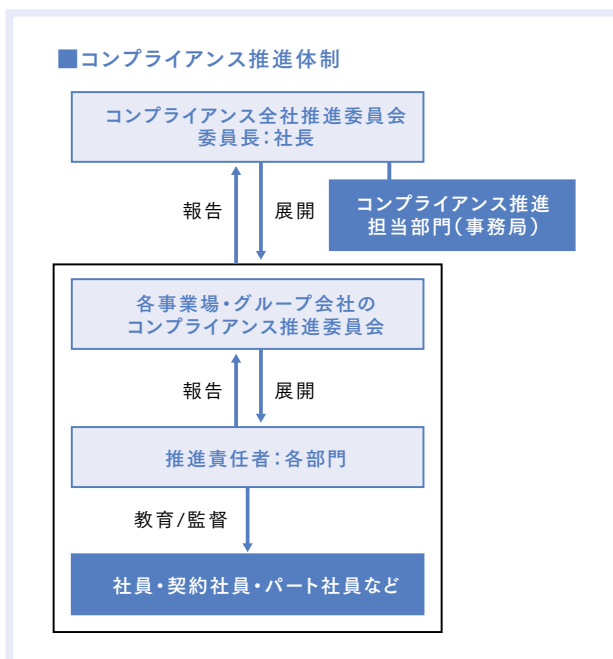 ■コンプライアンス推進体制
コンプライアンス全社推進委員会
委員長：社長
報告
展開
コンプライアンス推進
担当部門（事務局）
各事業場・グループ会社の
コンプライアンス推進委員会
報告
展開
推進責任者：各部門
教育/監督
社員・契約社員・パート社員など